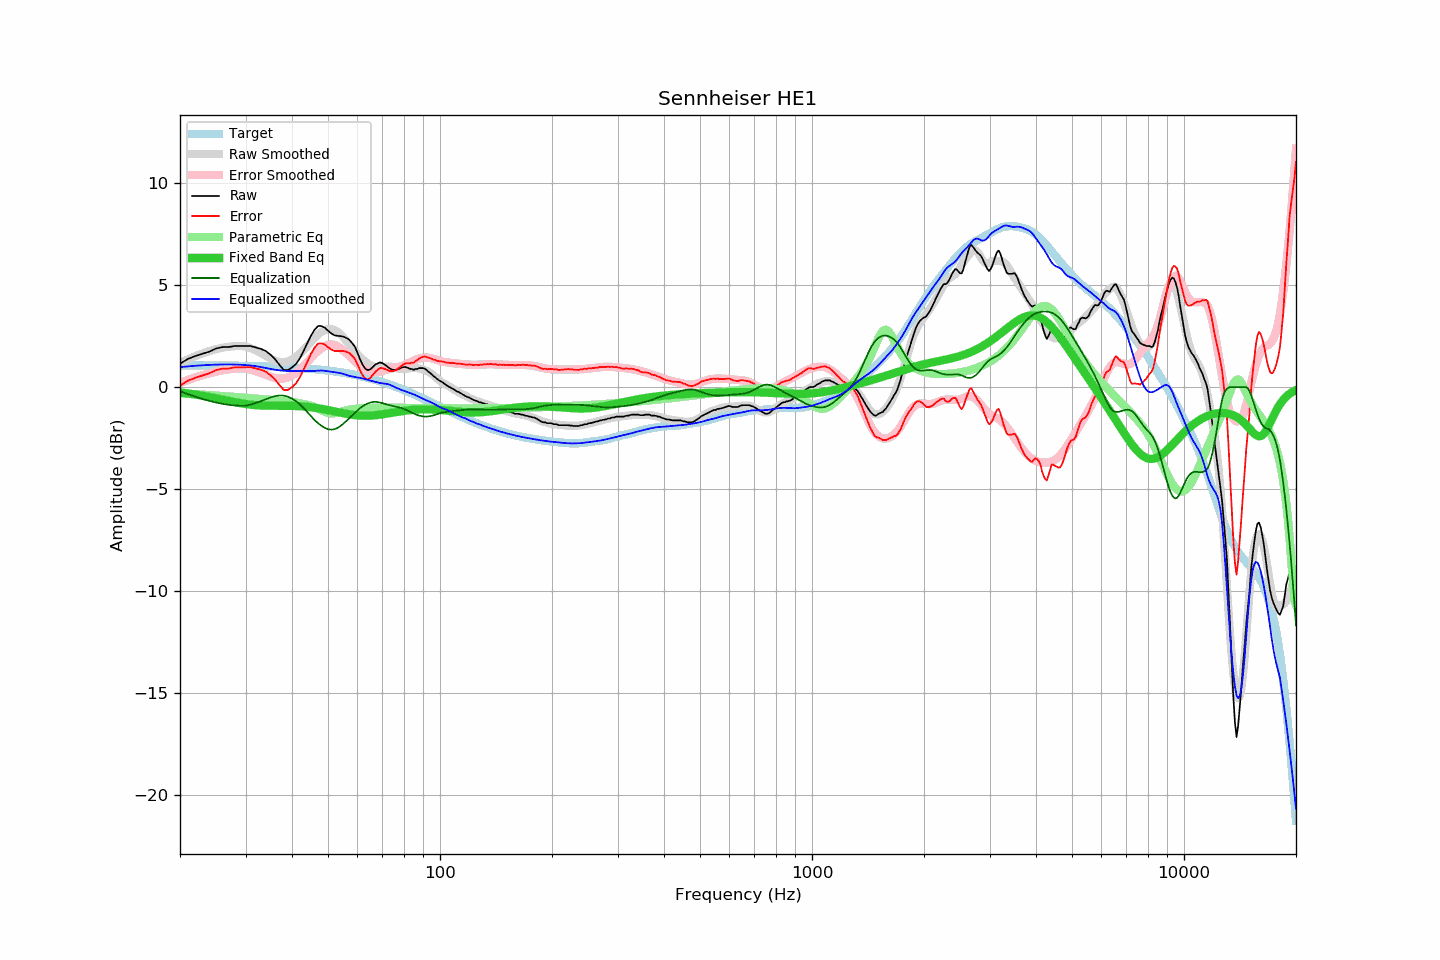 Sennheiser HE1
Target
Raw Smoothed
Error Smoothed
Raw
Error
Parametric Eq
Fixed Band Eq
Equalization
Equalized smoothed
10
5
0
−5
−10
−15
−20
Amplitude (dBr)
100
1000
10000
Frequency (Hz)